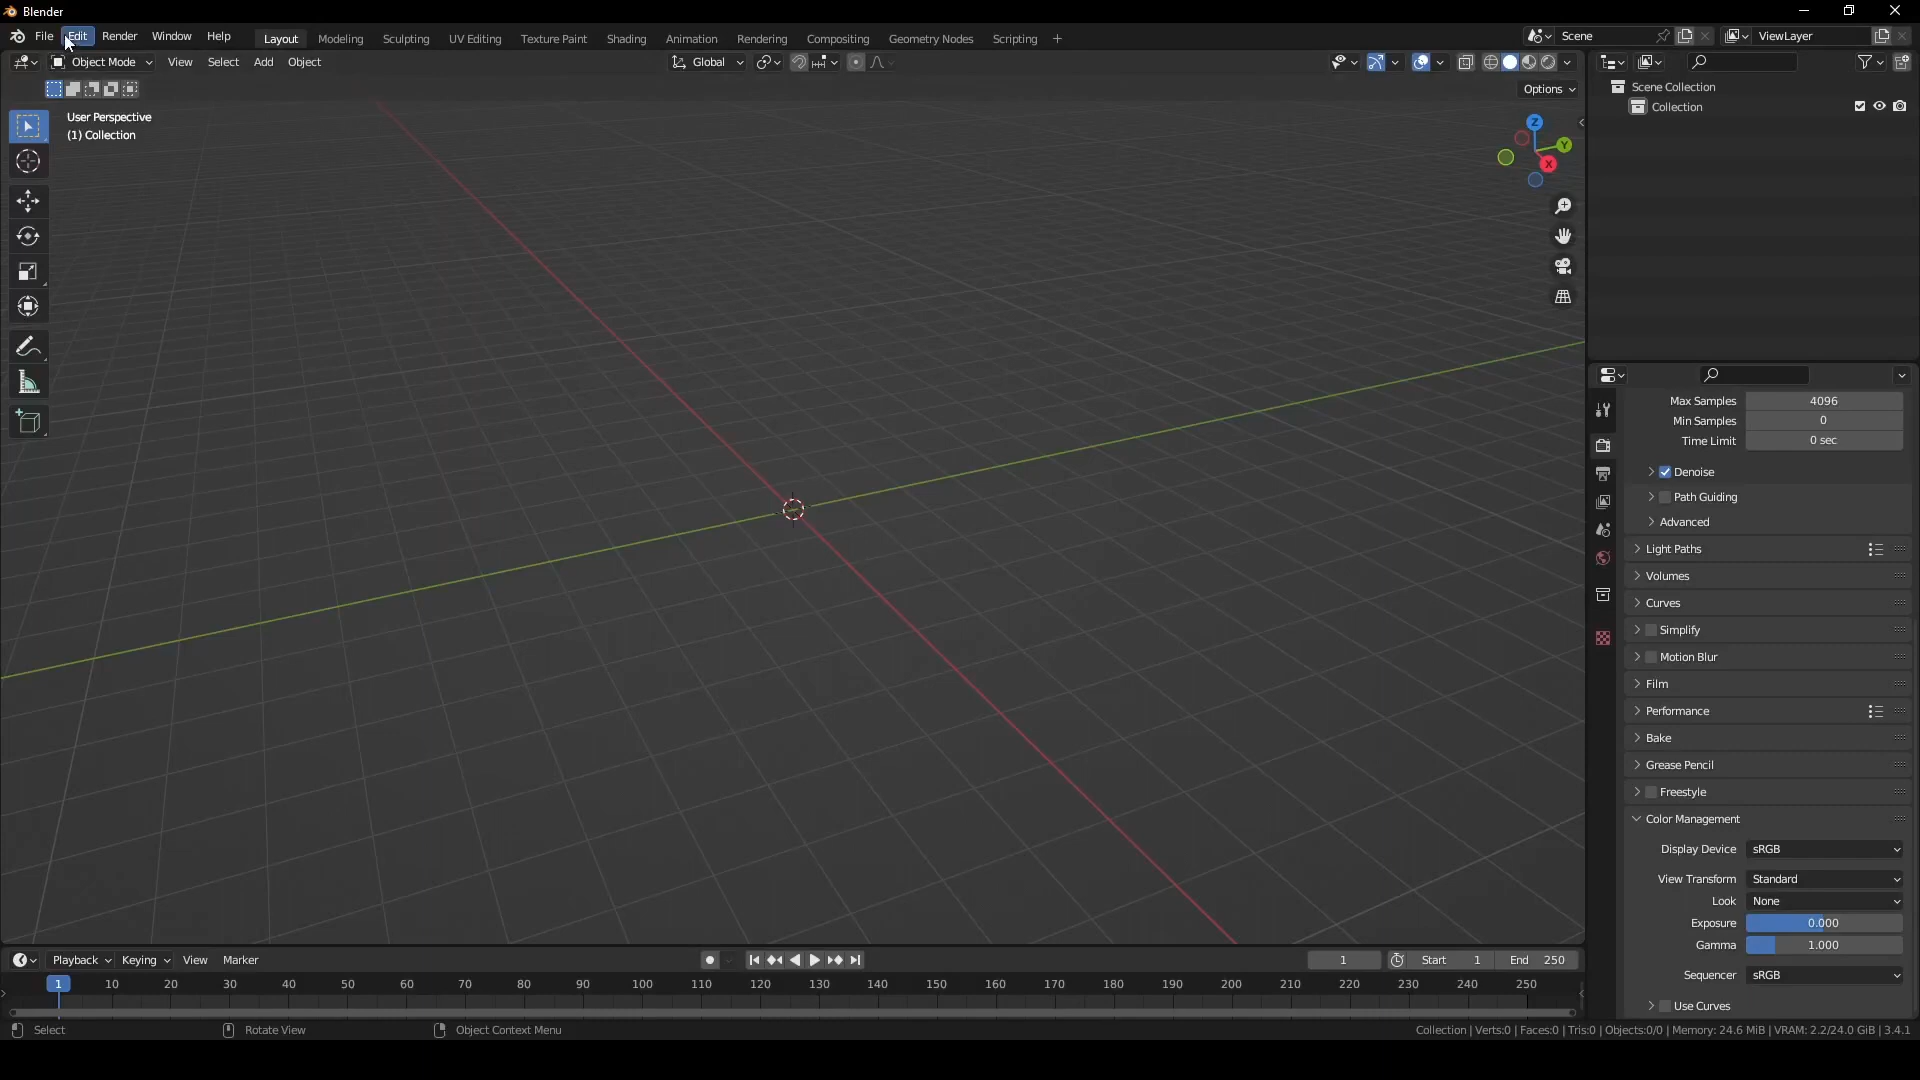 Blender
File Edit Render Window Help Layout Modeling Sculpting UV Editing Texture Paint Shading Animation Rendering Compositing Geometry Nodes Scripting + Scene ViewLayer
Object Mode View Select Add Object Global
Options
User Perspective
(1) Collection
Z
Y
X
Scene Collection
Collection
Max Samples 4096
Min Samples 0
Time Limit 0 sec
Denoise
Path Guiding
Advanced
Light Paths
Volumes
Curves
Simplify
Motion Blur
Film
Performance
Bake
Grease Pencil
Freestyle
Color Management
Display Device sRGB
View Transform Standard
Look None
Exposure 0.000
Gamma 1.000
Sequencer sRGB
Use Curves
Playback Keying View Marker 1 Start 1 End 250
1 10 20 30 40 50 60 70 80 90 100 110 120 130 140 150 160 170 180 190 200 210 220 230 240 250
Select Rotate View Object Context Menu Collection | Verts:0 | Faces:0 | Tris:0 | Objects:0/0 | Memory: 24.6 MiB | VRAM: 2.2/24.0 GiB | 3.4.1